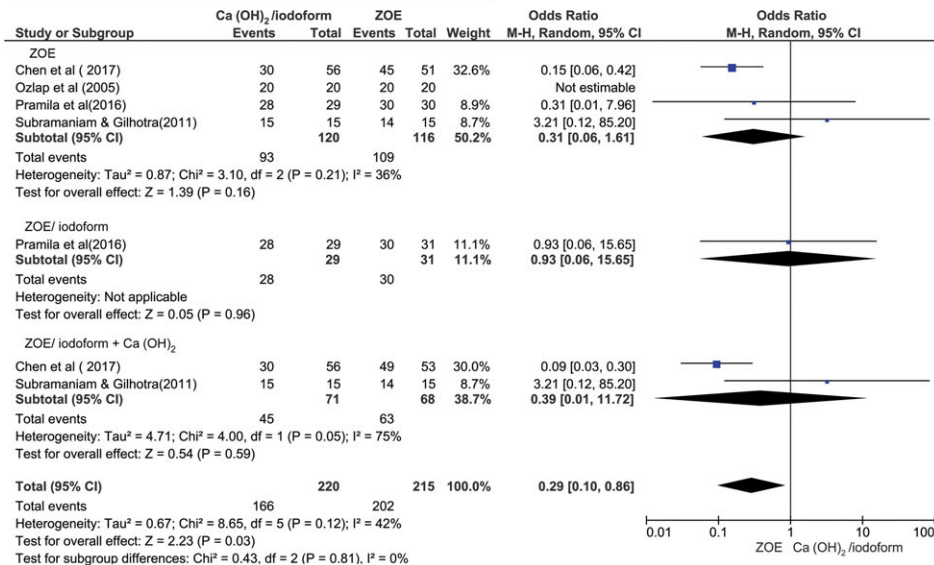 Ca (OH)₂ /iodoform ZOE Odds Ratio Odds Ratio
Study or Subgroup Events Total Events Total Weight M-H, Random, 95% CI M-H, Random, 95% CI
ZOE
Chen et al ( 2017) 30 56 45 51 32.6% 0.15 [0.06, 0.42]
Ozlap et al (2005) 20 20 20 20 Not estimable
Pramila et al(2016) 28 29 30 30 8.9% 0.31 [0.01, 7.96]
Subramaniam & Gilhotra(2011) 15 15 14 15 8.7% 3.21 [0.12, 85.20]
Subtotal (95% CI) 120 116 50.2% 0.31 [0.06, 1.61]
Total events 93 109
Heterogeneity: Tau² = 0.87; Chi² = 3.10, df = 2 (P = 0.21); I² = 36%
Test for overall effect: Z = 1.39 (P = 0.16)
ZOE/ iodoform
Pramila et al(2016) 28 29 30 31 11.1% 0.93 [0.06, 15.65]
Subtotal (95% CI) 29 31 11.1% 0.93 [0.06, 15.65]
Total events 28 30
Heterogeneity: Not applicable
Test for overall effect: Z = 0.05 (P = 0.96)
ZOE/ iodoform + Ca (OH)₂
Chen et al ( 2017) 30 56 49 53 30.0% 0.09 [0.03, 0.30]
Subramaniam & Gilhotra(2011) 15 15 14 15 8.7% 3.21 [0.12, 85.20]
Subtotal (95% CI) 71 68 38.7% 0.39 [0.01, 11.72]
Total events 45 63
Heterogeneity: Tau² = 4.71; Chi² = 4.00, df = 1 (P = 0.05); I² = 75%
Test for overall effect: Z = 0.54 (P = 0.59)
Total (95% CI) 220 215 100.0% 0.29 [0.10, 0.86]
Total events 166 202
Heterogeneity: Tau² = 0.67; Chi² = 8.65, df = 5 (P = 0.12); I² = 42%
Test for overall effect: Z = 2.23 (P = 0.03)
Test for subgroup differences: Chi² = 0.43, df = 2 (P = 0.81), I² = 0%
0.01 0.1 1 10 100
ZOE Ca (OH)₂ /iodoform